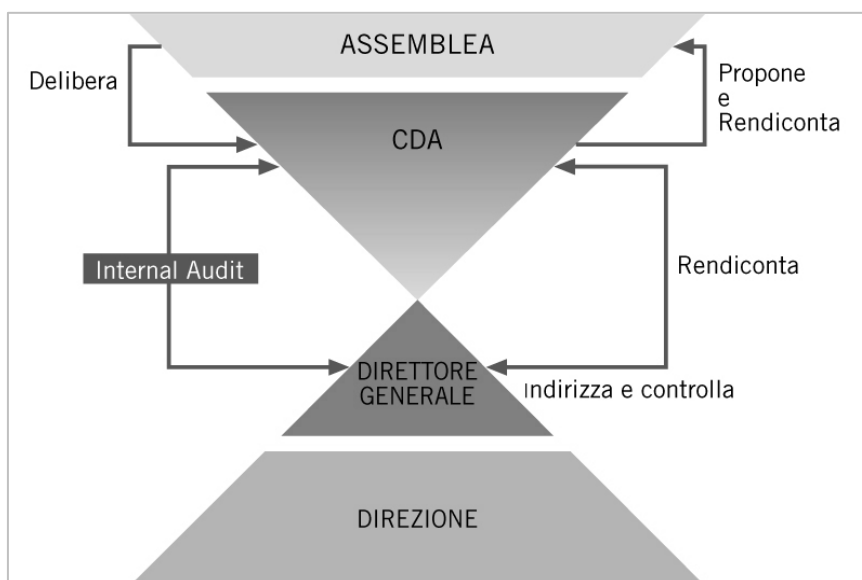 ASSEMBLEA
Delibera
Propone
e
Rendiconta
CDA
Internal Audit
Rendiconta
DIRETTORE
GENERALE
Indirizza e controlla
DIREZIONE